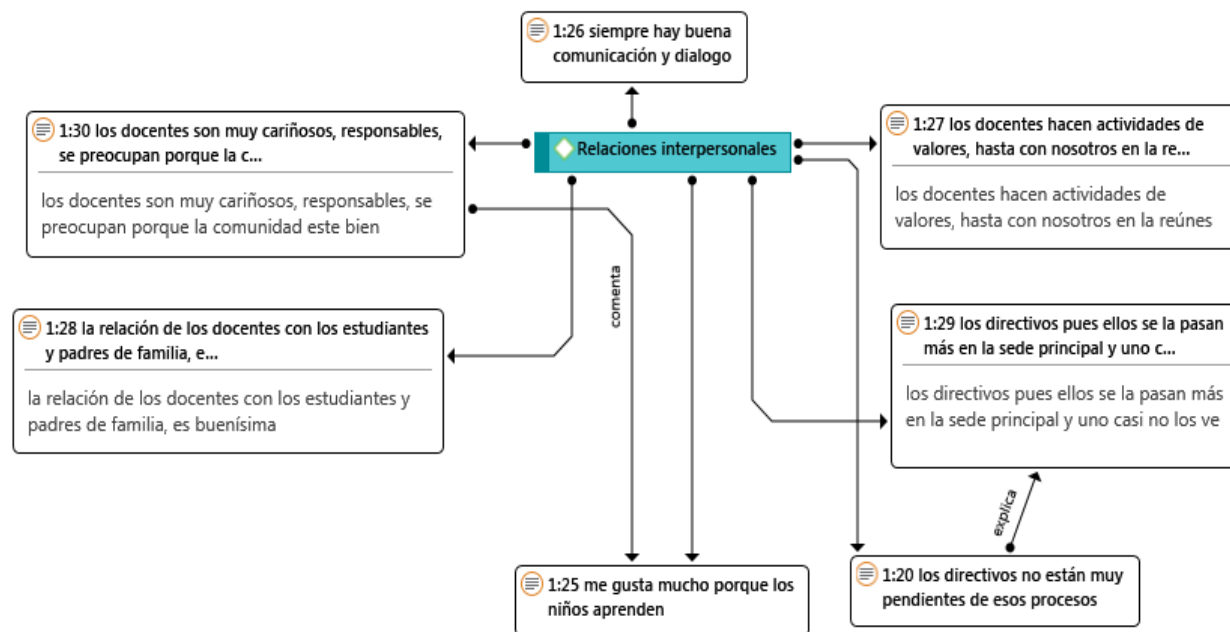 1:26 siempre hay buena
comunicación y dialogo
1:30 los docentes son muy cariñosos, responsables,
se preocupan porque la c...
los docentes son muy cariñosos, responsables, se
preocupan porque la comunidad este bien
Relaciones interpersonales
1:27 los docentes hacen actividades de
valores, hasta con nosotros en la re...
los docentes hacen actividades de
valores, hasta con nosotros en la reúnes
comenta
1:28 la relación de los docentes con los estudiantes
y padres de familia, e...
la relación de los docentes con los estudiantes y
padres de familia, es buenísima
1:29 los directivos pues ellos se la pasan
más en la sede principal y uno c...
los directivos pues ellos se la pasan más
en la sede principal y uno casi no los ve
explica
1:25 me gusta mucho porque los
niños aprenden
1:20 los directivos no están muy
pendientes de esos procesos